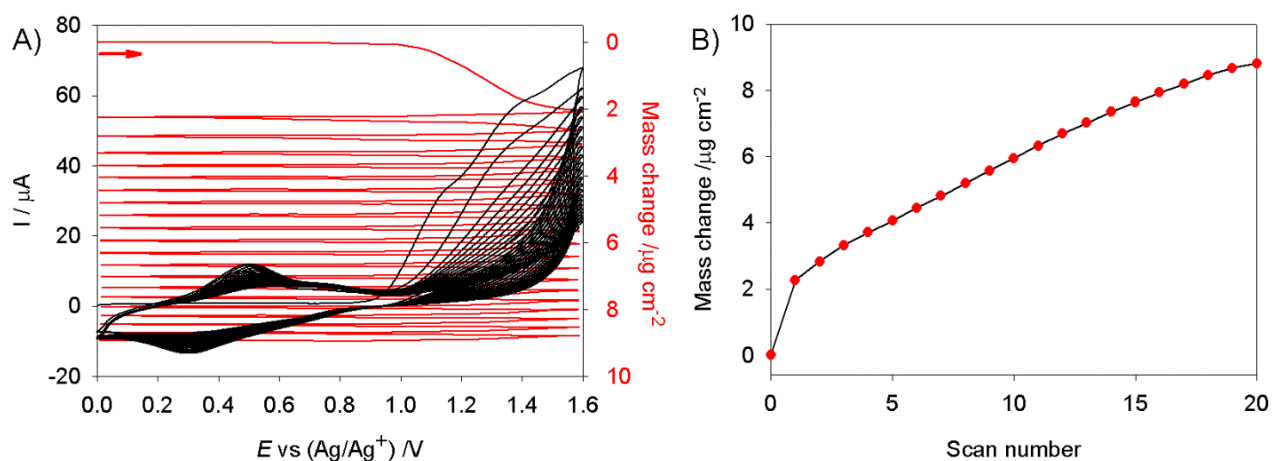 A)
80
60
40
20
0
-20
I / μA
0.0 0.2 0.4 0.6 0.8 1.0 1.2 1.4 1.6
E vs (Ag/Ag⁺) /V
0
2
4
6
8
10
Mass change /μg cm⁻²
B)
10
8
6
4
2
0
Mass change /μg cm⁻²
0 5 10 15 20
Scan number